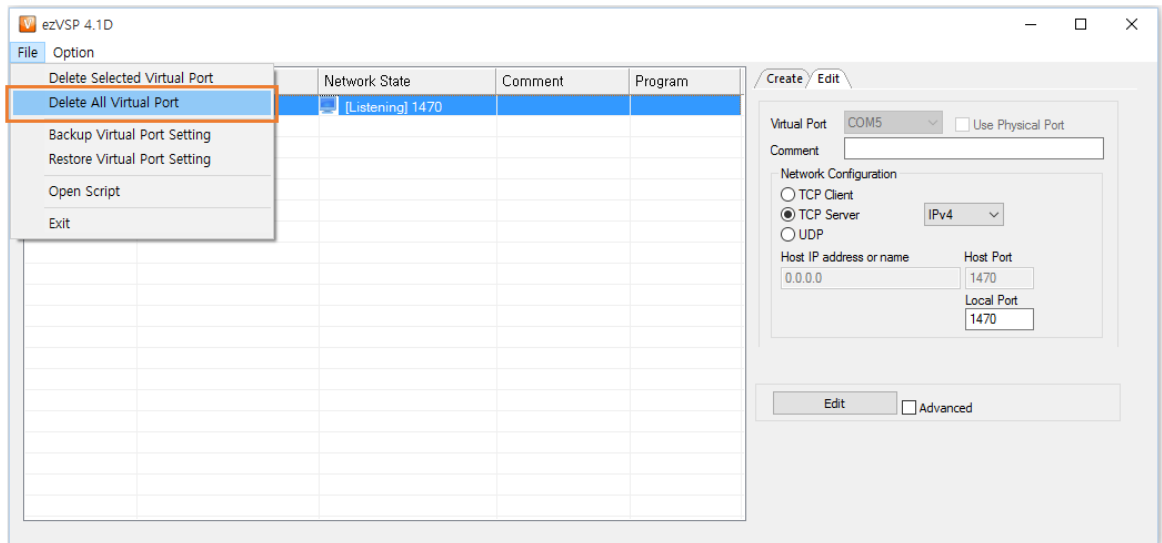 ezVSP 4.1D
File Option
Delete Selected Virtual Port
Delete All Virtual Port
Backup Virtual Port Setting
Restore Virtual Port Setting
Open Script
Exit
Network State Comment Program
[Listening] 1470
Create Edit
Virtual Port COM5 Use Physical Port
Comment
Network Configuration
TCP Client
TCP Server IPv4
UDP
Host IP address or name Host Port
0.0.0.0 1470
Local Port
1470
Edit Advanced